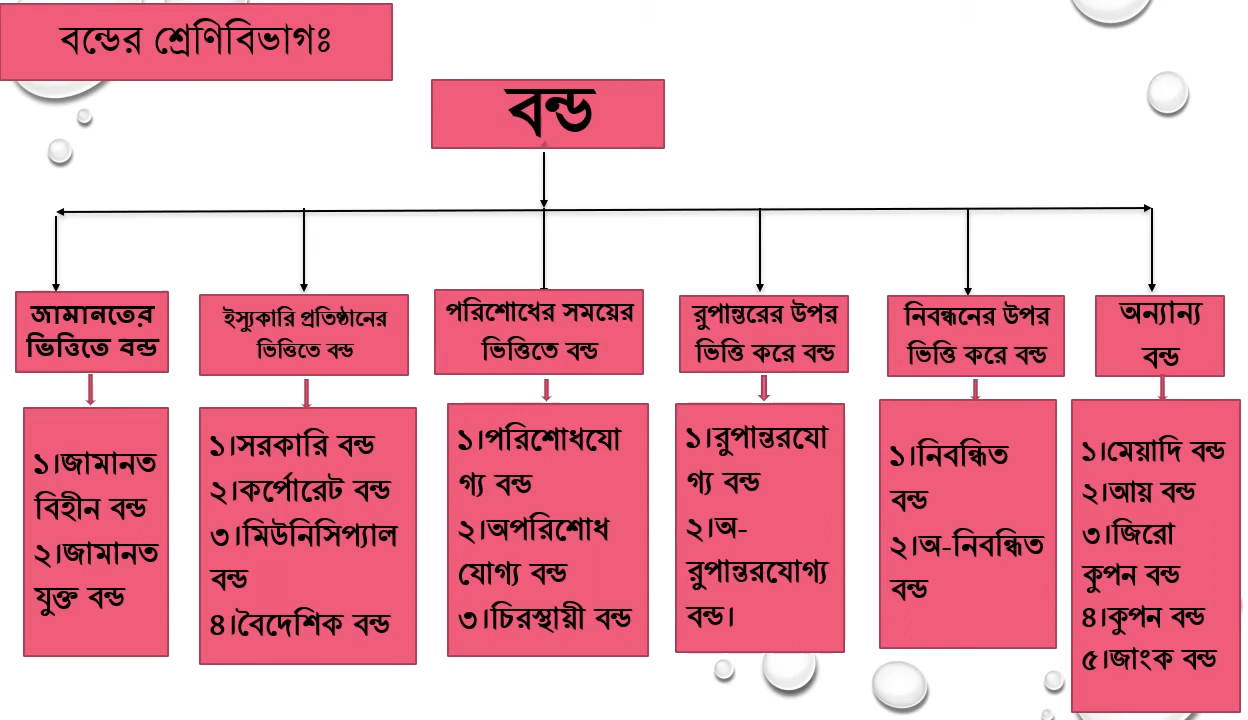 বন্ডের শ্রেণিবিভাগঃ
বন্ড
জামানতের
ভিত্তিতে বন্ড
ইস্যুকারি প্রতিষ্ঠানের
ভিত্তিতে বন্ড
পরিশোধের সময়ের
ভিত্তিতে বন্ড
রুপান্তরের উপর
ভিত্তি করে বন্ড
নিবন্ধনের উপর
ভিত্তি করে বন্ড
অন্যান্য
বন্ড
১।জামানত
বিহীন বন্ড
২।জামানত
যুক্ত বন্ড
১।সরকারি বন্ড
২।কর্পোরেট বন্ড
৩।মিউনিসিপ্যাল
বন্ড
৪।বৈদেশিক বন্ড
১।পরিশোধযো
গ্য বন্ড
২।অপরিশোধ
যোগ্য বন্ড
৩।চিরস্থায়ী বন্ড
১।রুপান্তরযো
গ্য বন্ড
২।অ-
রুপান্তরযোগ্য
বন্ড।
১।নিবন্ধিত
বন্ড
২।অ-নিবন্ধিত
বন্ড
১।মেয়াদি বন্ড
২।আয় বন্ড
৩।জিরো
কুপন বন্ড
৪।কুপন বন্ড
৫।জাংক বন্ড